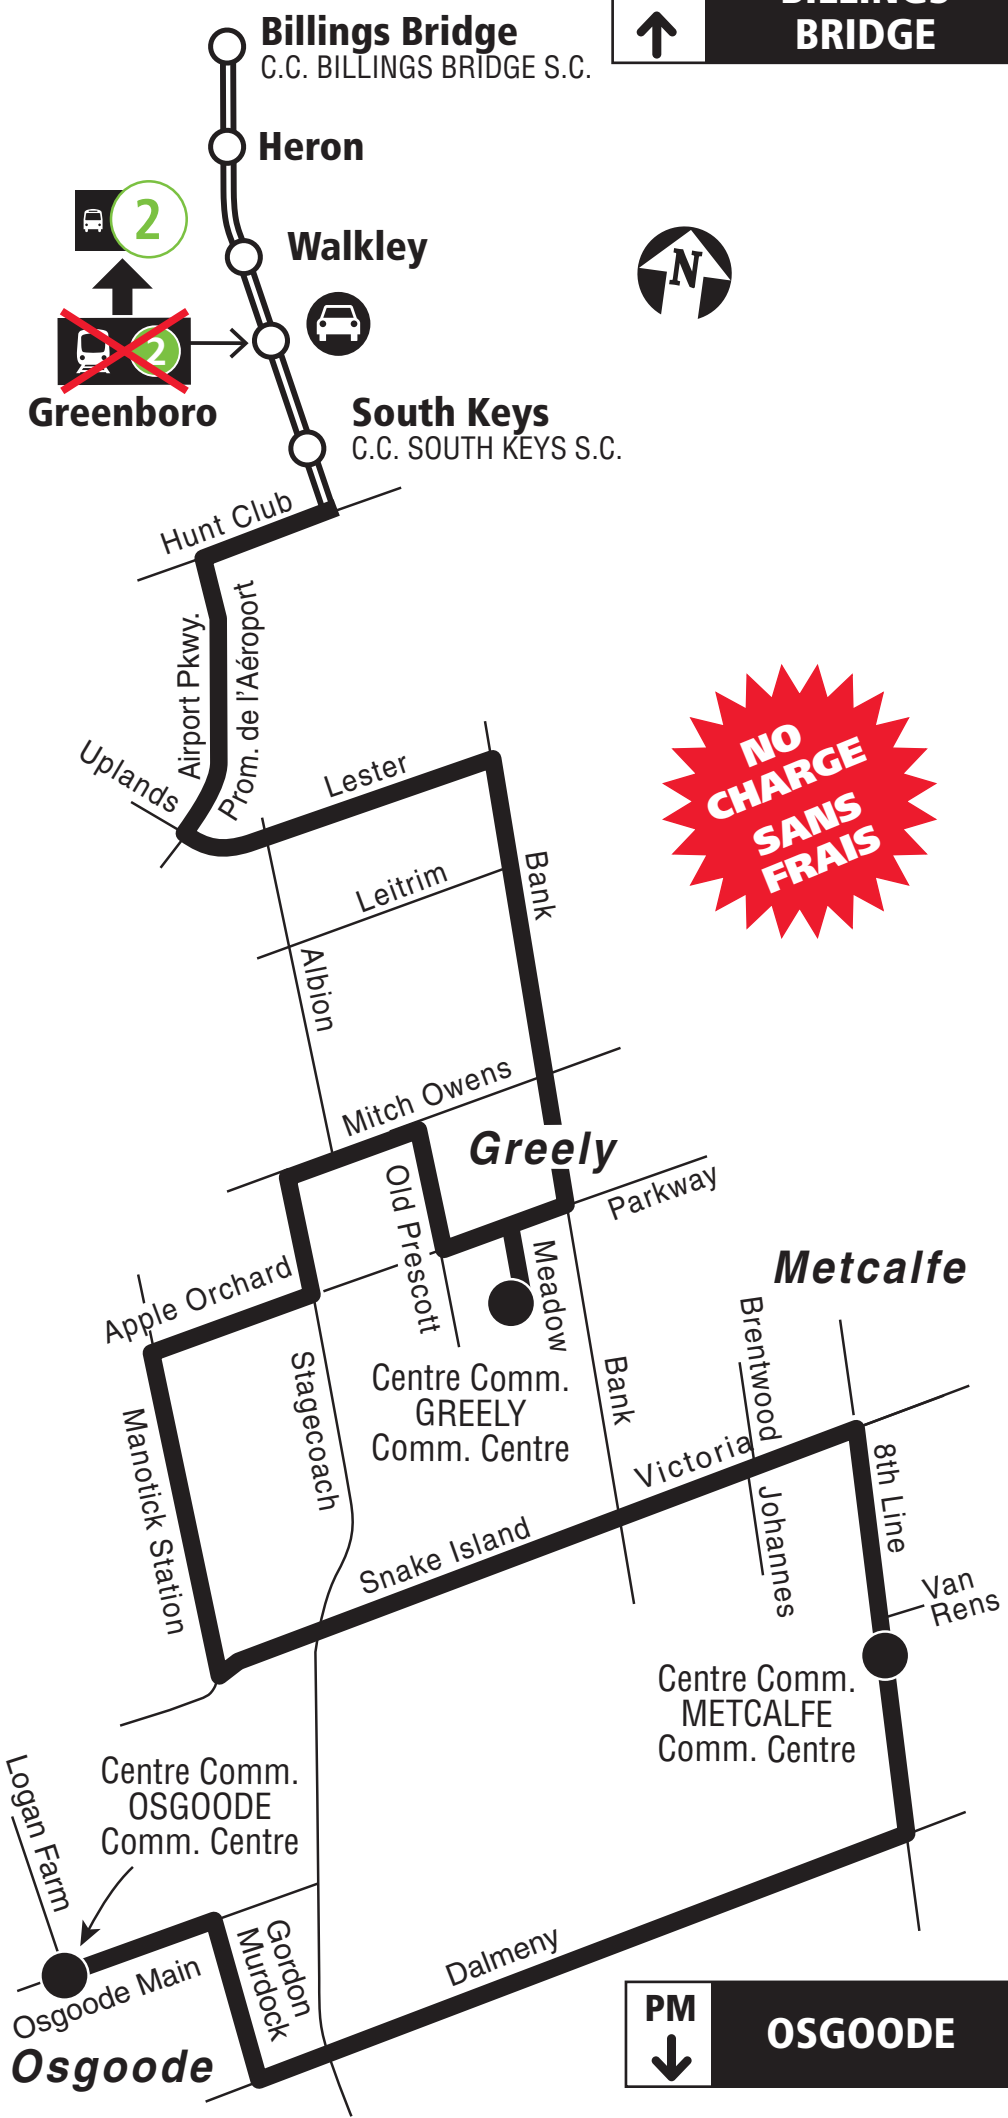 BILLINGS
BRIDGE
Billings Bridge
C.C. BILLINGS BRIDGE S.C.
Heron
2
Walkley
N
2
Greenboro
South Keys
C.C. SOUTH KEYS S.C.
Hunt Club
Airport Pkwy.
Prom. de l'Aéroport
Uplands
Lester
NO
CHARGE
SANS
FRAIS
Bank
Leitrim
Albion
Mitch Owens
Greely
Old Prescott
Parkway
Apple Orchard
Meadow
Metcalfe
Brentwood
Stagecoach
Centre Comm.
GREELY
Comm. Centre
Bank
Manotick Station
Victoria
8th Line
Johannes
Snake Island
Van
Rens
Centre Comm.
METCALFE
Comm. Centre
Logan Farm
Centre Comm.
OSGOODE
Comm. Centre
Gordon
Murdock
Osgoode Main
Dalmeny
Osgoode
PM
OSGOODE